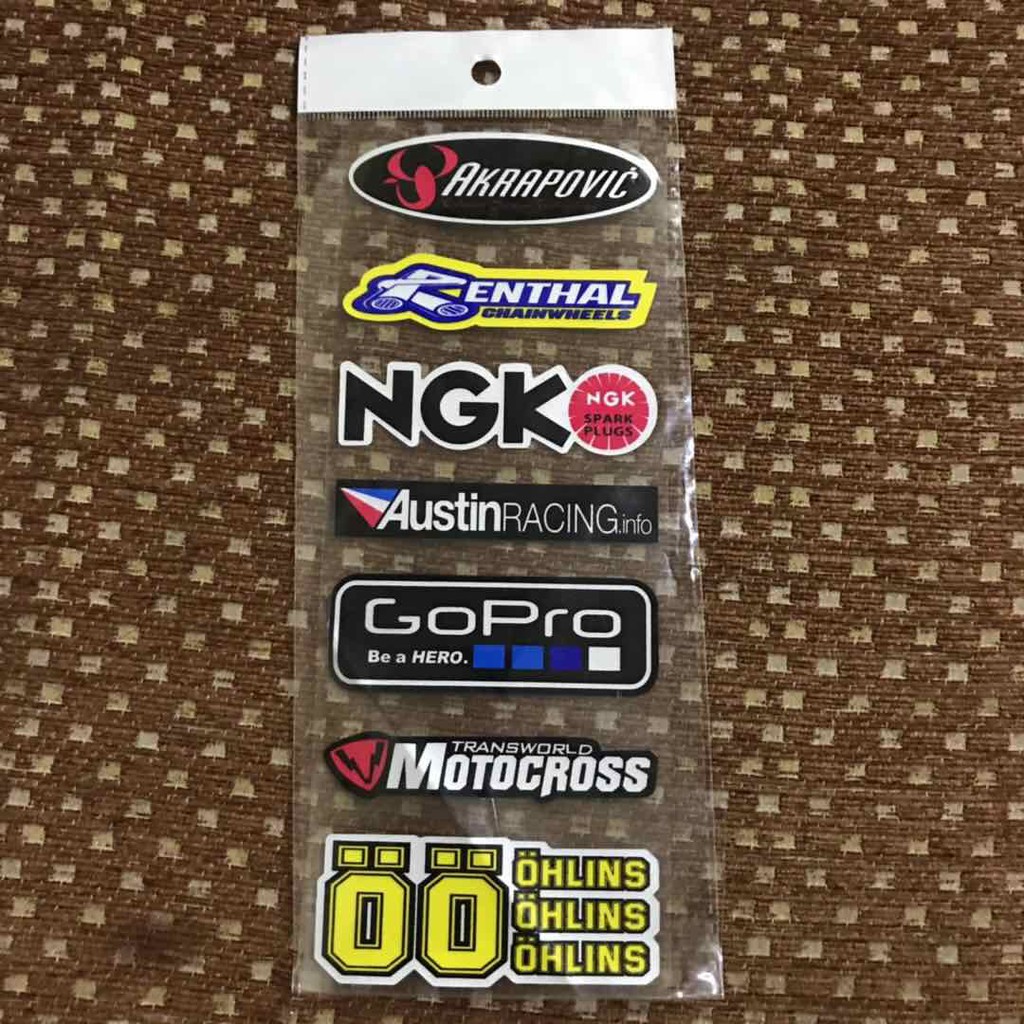 AKRAPOVIČ
RENTHAL
CHAINWHEELS
NGK
NGK
SPARK
PLUGS
AustinRACING.info
GoPro
Be a HERO.
TRANSWORLD
MOTOCROSS
ÖÖ
ÖHLINS
ÖHLINS
ÖHLINS